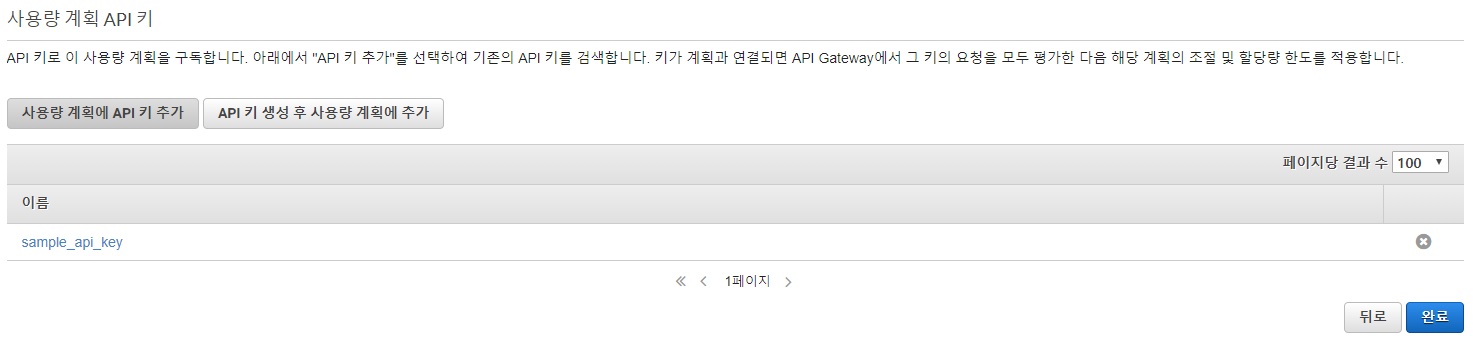 사용량 계획 API 키
API 키로 이 사용량 계획을 구독합니다. 아래에서 "API 키 추가"를 선택하여 기존의 API 키를 검색합니다. 키가 계획과 연결되면 API Gateway에서 그 키의 요청을 모두 평가한 다음 해당 계획의 조절 및 할당량 한도를 적용합니다.
사용량 계획에 API 키 추가 API 키 생성 후 사용량 계획에 추가
페이지당 결과 수 100
이름
sample_api_key
1페이지
뒤로 완료